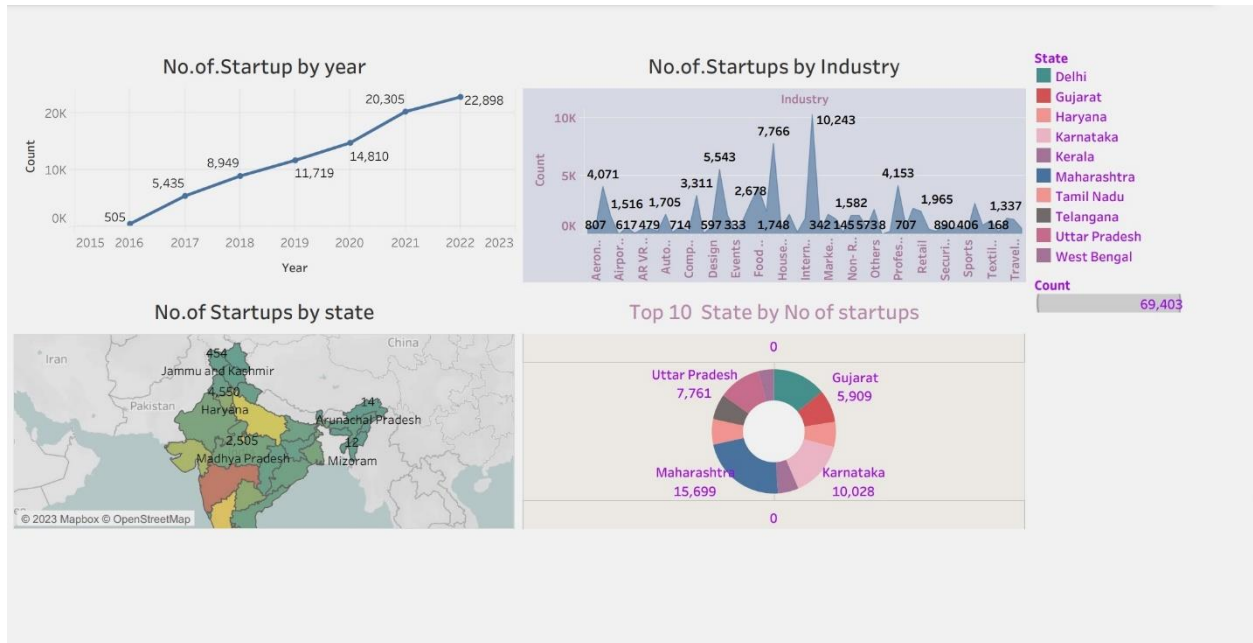 No.of.Startup by year
20K
10K
0K
Count
505
5,435
8,949
11,719
14,810
20,305
22,898
2015 2016 2017 2018 2019 2020 2021 2022 2023
Year
No.of.Startups by Industry
Industry
10K
5K
0K
Count
10,243
7,766
5,543
4,071
4,153
3,311
2,678
1,516 1,705
1,582
1,965
1,337
807 617 479 714 597 333 1,748 342 145 5738 707 890 406 168
Aeron..
Airpor..
AR VR..
Auto..
Comp..
Design
Events
Food ..
House..
Intern..
Marke..
Non- R..
Others
Profes..
Retail
Securi..
Sports
Textil..
Travel..
State
Delhi
Gujarat
Haryana
Karnataka
Kerala
Maharashtra
Tamil Nadu
Telangana
Uttar Pradesh
West Bengal
Count
69,403
No.of Startups by state
Iran
China
Pakistan
454
Jammu and Kashmir
4,550
Haryana
14
Arunachal Pradesh
2,505
Madhya Pradesh
12
Mizoram
© 2023 Mapbox © OpenStreetMap
Top 10 State by No of startups
0
Uttar Pradesh
7,761
Gujarat
5,909
Maharashtra
15,699
Karnataka
10,028
0